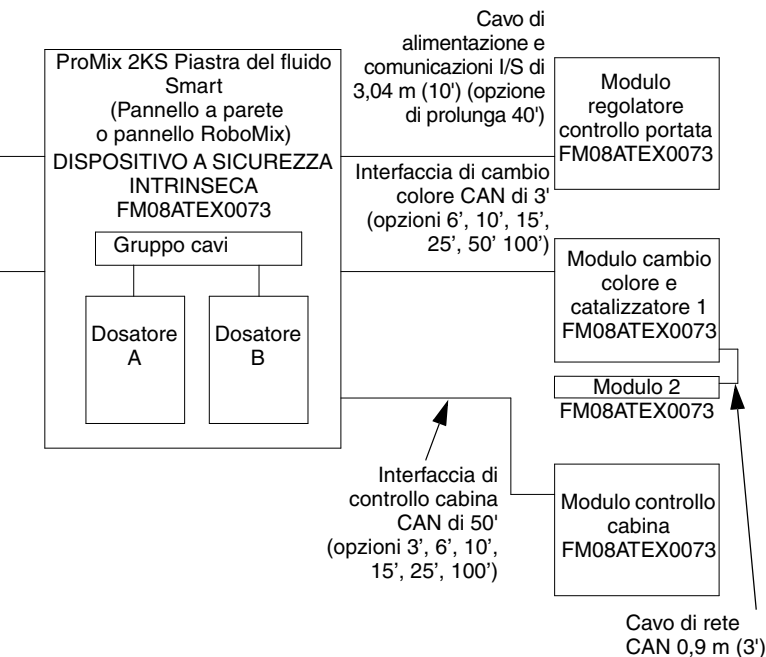 Cavo di
alimentazione e
comunicazioni I/S di
3,04 m (10') (opzione
di prolunga 40')
ProMix 2KS Piastra del fluido
Smart
(Pannello a parete
o pannello RoboMix)
DISPOSITIVO A SICUREZZA
INTRINSECA
FM08ATEX0073
Gruppo cavi
Dosatore
A
Dosatore
B
Modulo
regolatore
controllo portata
FM08ATEX0073
Interfaccia di cambio
colore CAN di 3'
(opzioni 6’, 10’, 15’,
25’, 50’ 100’)
Modulo cambio
colore e
catalizzatore 1
FM08ATEX0073
Modulo 2
FM08ATEX0073
Interfaccia di
controllo cabina
CAN di 50'
(opzioni 3’, 6’, 10’,
15’, 25’, 100’)
Modulo controllo
cabina
FM08ATEX0073
Cavo di rete
CAN 0,9 m (3')